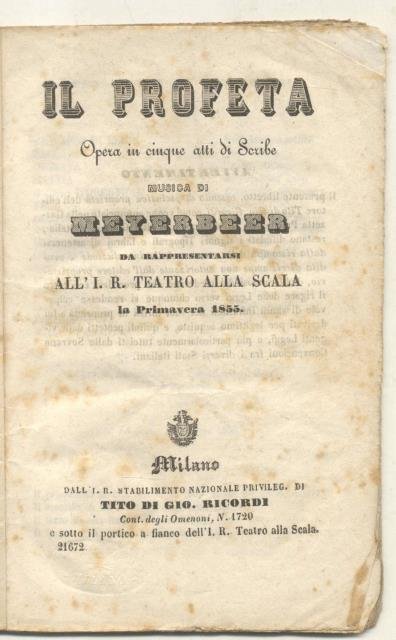 IL PROFETA
Opera in cinque atti di Scribe
MUSICA DI
MEYERBEER
DA RAPPRESENTARSI
ALL' I. R. TEATRO ALLA SCALA
la Primavera 1855.
Milano
DALL' I. R. STABILIMENTO NAZIONALE PRIVILEG. DI
TITO DI GIO. RICORDI
Cont. degli Omenoni, N. 1720
e sotto il portico a fianco dell'I. R. Teatro alla Scala.
21672